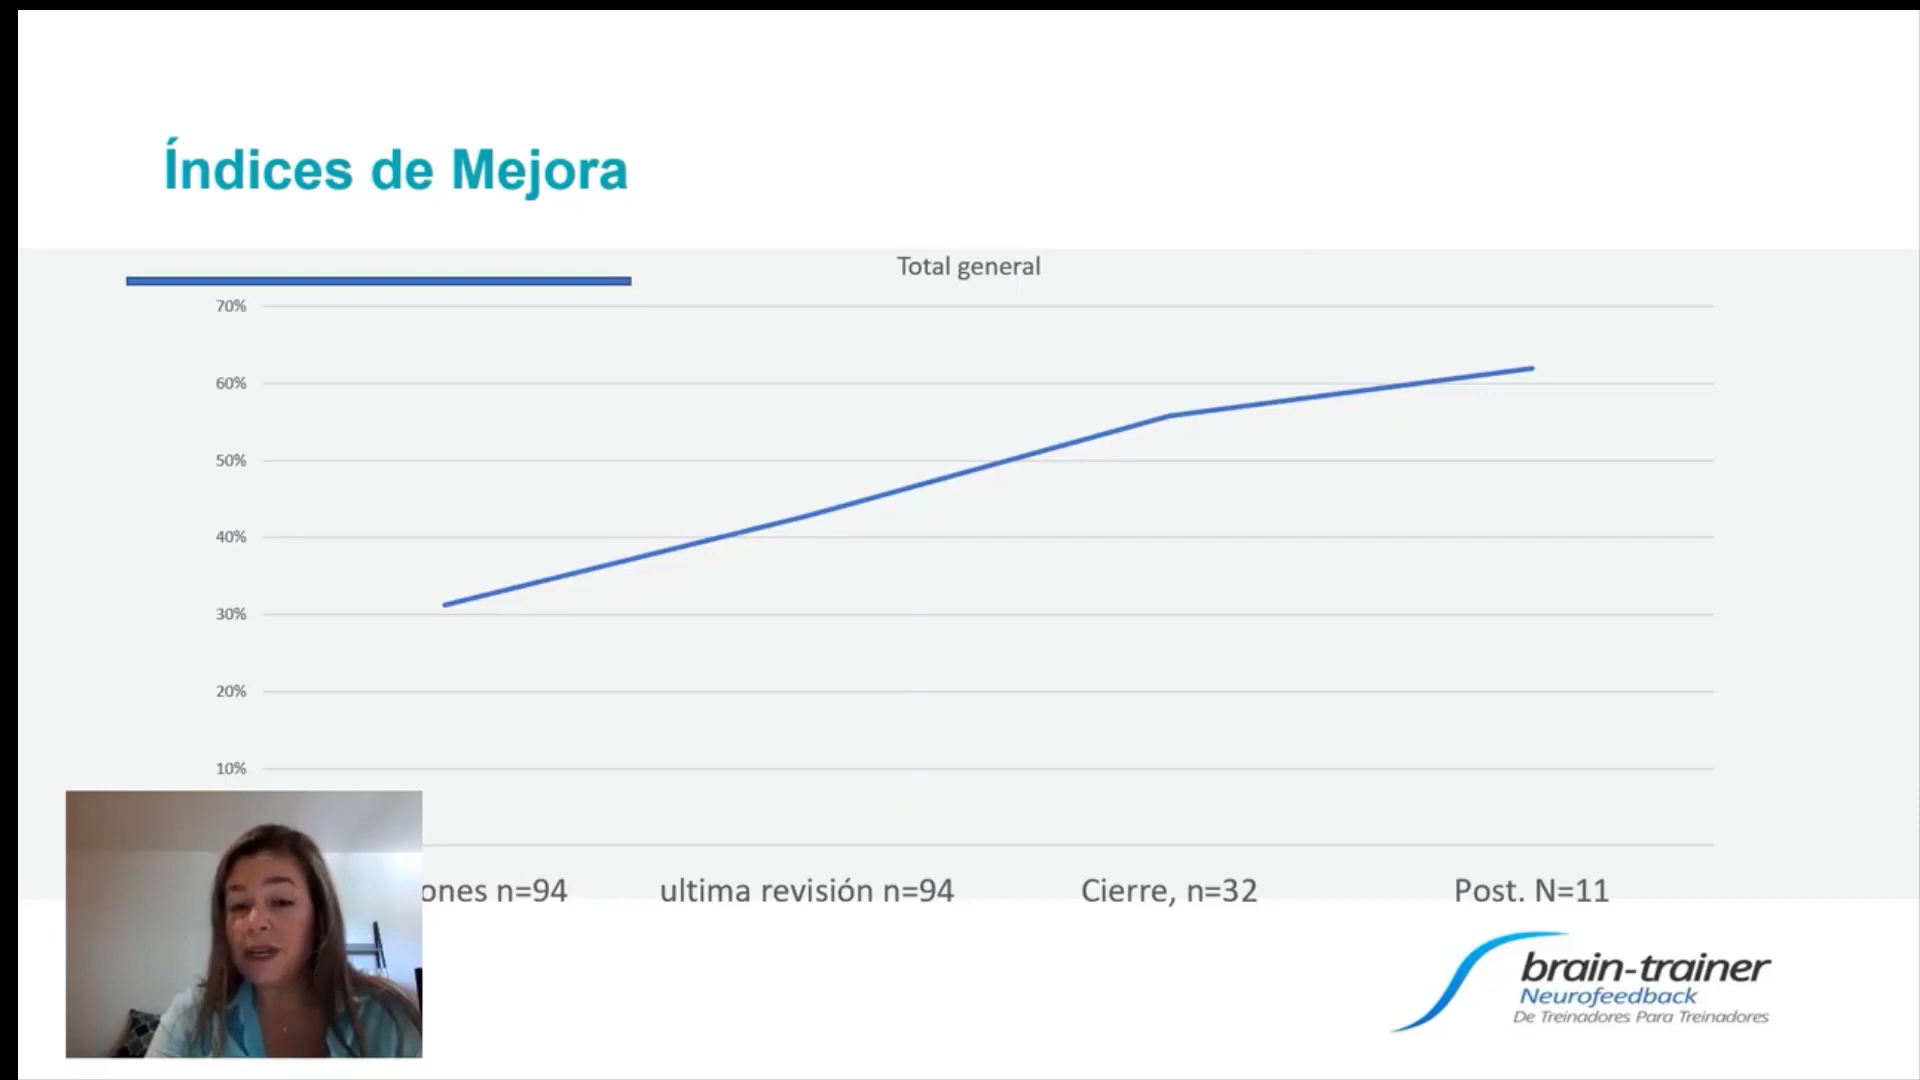 Índices de Mejora
Total general
70%
60%
50%
40%
30%
20%
10%
ones n=94
ultima revisión n=94
Cierre, n=32
Post. N=11
brain-trainer
Neurofeedback
De Treinadores Para Treinadores